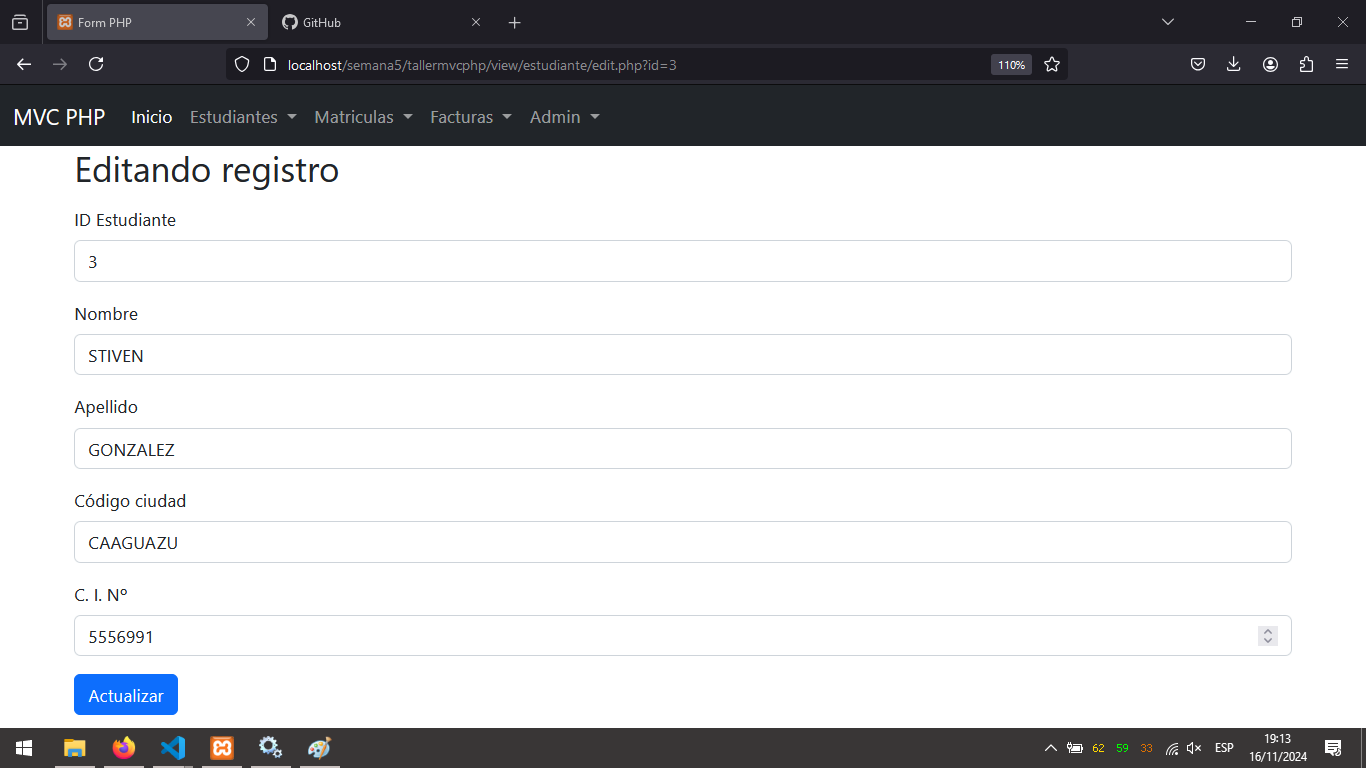 Form PHP
GitHub
localhost/semana5/tallermvcphp/view/estudiante/edit.php?id=3
110%
MVC PHP Inicio Estudiantes Matriculas Facturas Admin
Editando registro
ID Estudiante
3
Nombre
STIVEN
Apellido
GONZALEZ
Código ciudad
CAAGUAZU
C. I. Nº
5556991
Actualizar
62 59 33 ESP 19:13
16/11/2024